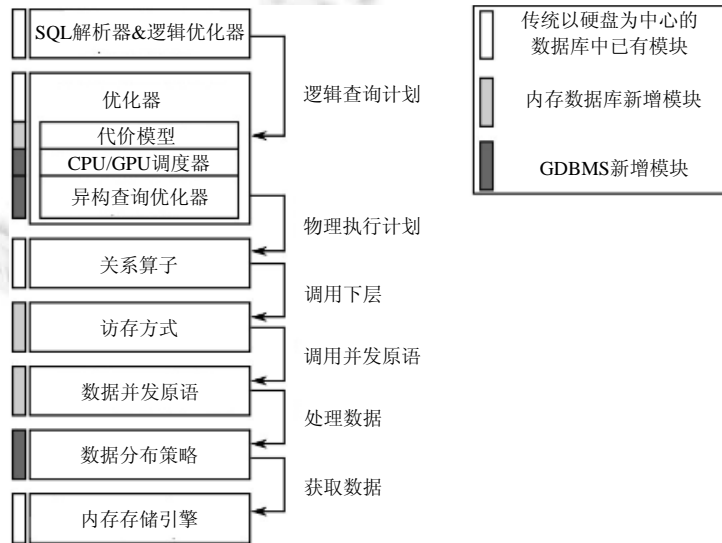 SQL解析器&逻辑优化器
逻辑查询计划
优化器
代价模型
CPU/GPU调度器
异构查询优化器
物理执行计划
关系算子
调用下层
访存方式
调用并发原语
数据并发原语
处理数据
数据分布策略
获取数据
内存存储引擎
传统以硬盘为中心的
数据库中已有模块
内存数据库新增模块
GDBMS新增模块